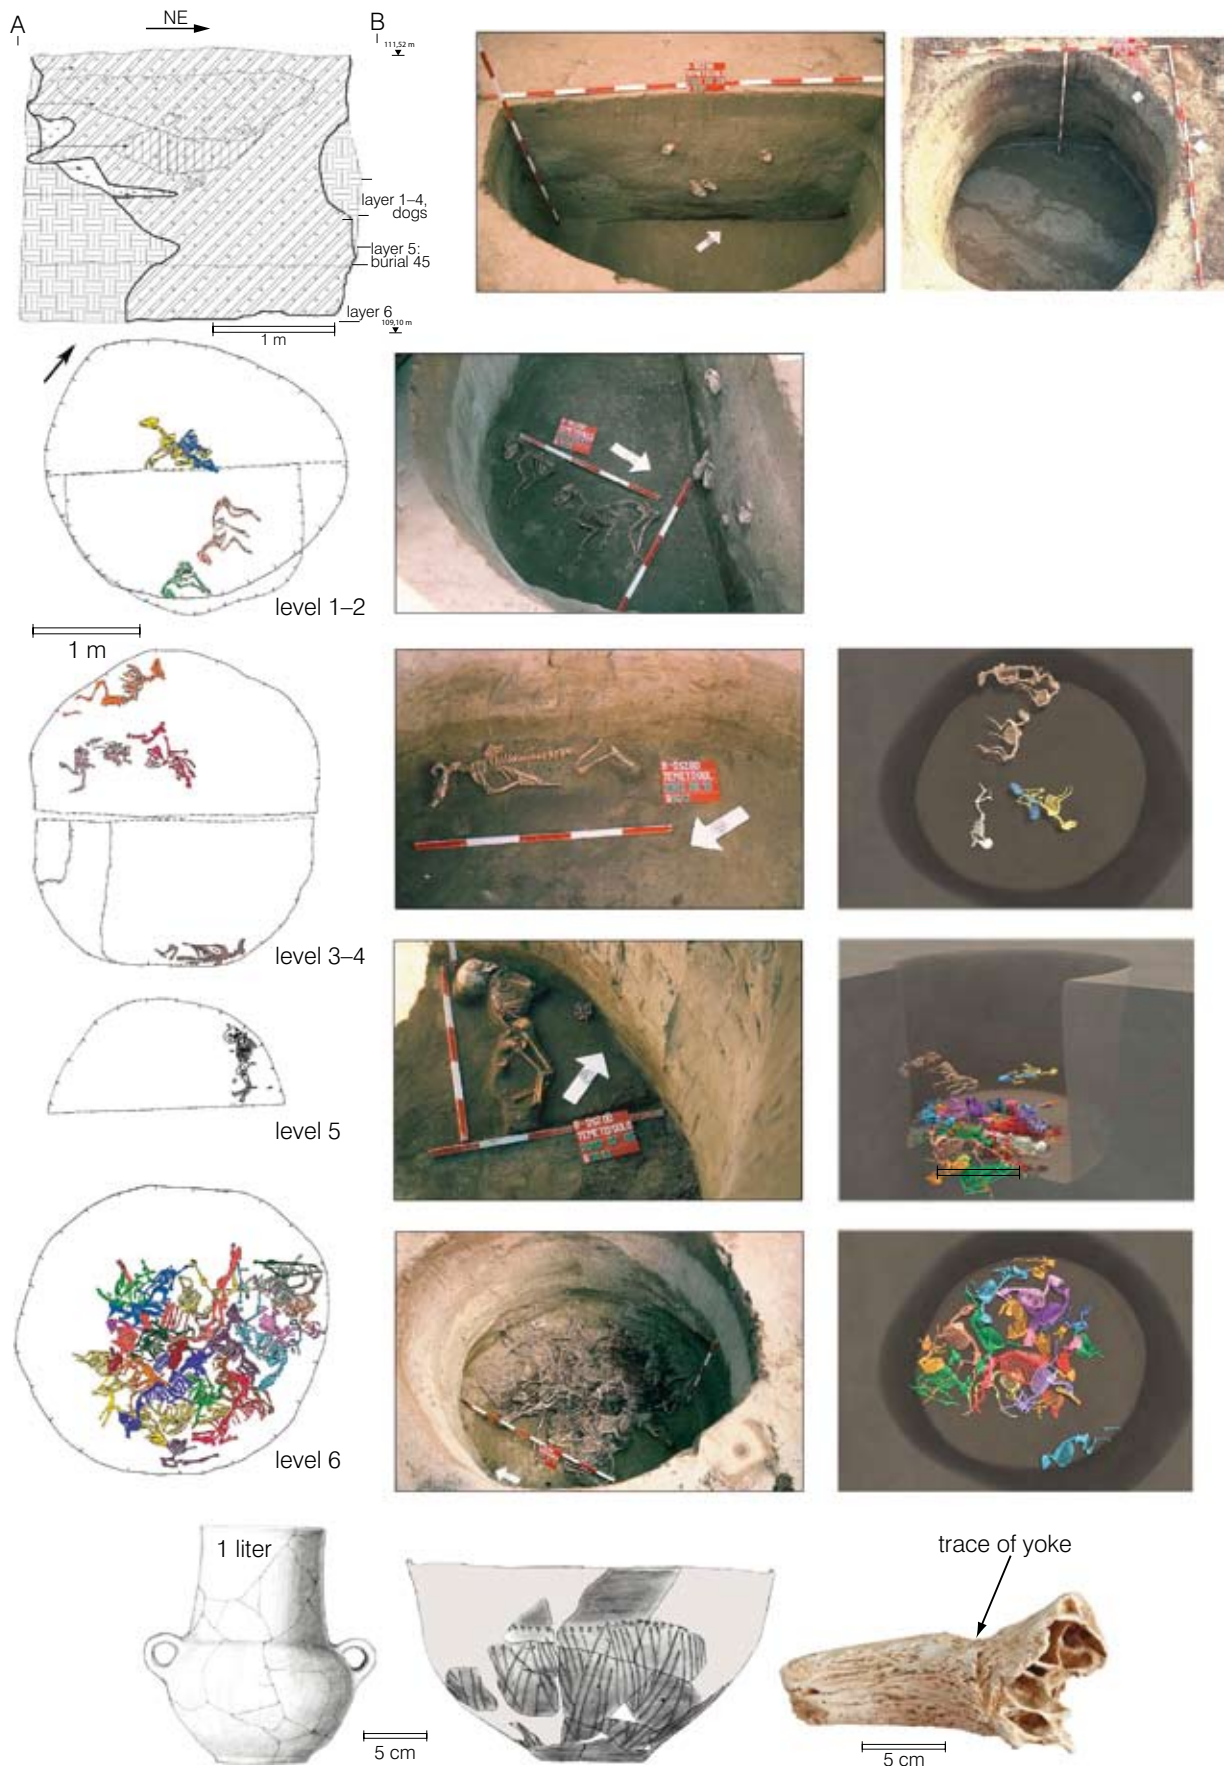 A
NE
B
111,52 m
layer 1–4,
dogs
layer 5:
burial 45
layer 6
109,10 m
1 m
level 1–2
1 m
level 3–4
level 5
level 6
1 liter
trace of yoke
5 cm
5 cm